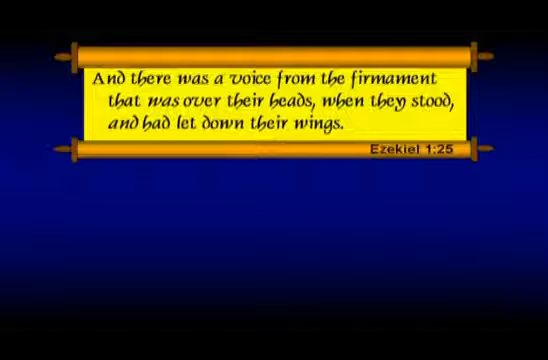 And there was a voice from the firmament
that was over their heads, when they stood,
and had let down their wings.
Ezekiel 1:25